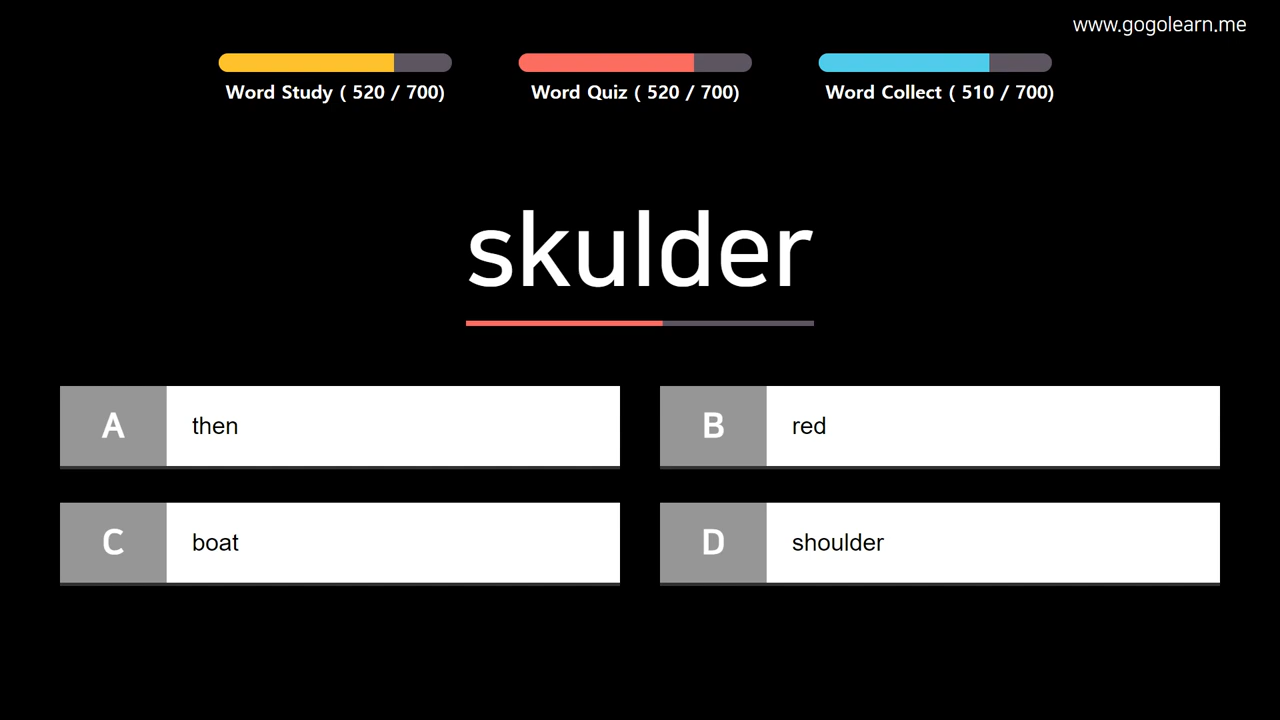 www.gogolearn.me
Word Study ( 520 / 700)
Word Quiz ( 520 / 700)
Word Collect ( 510 / 700)
skulder
A then
B red
C boat
D shoulder